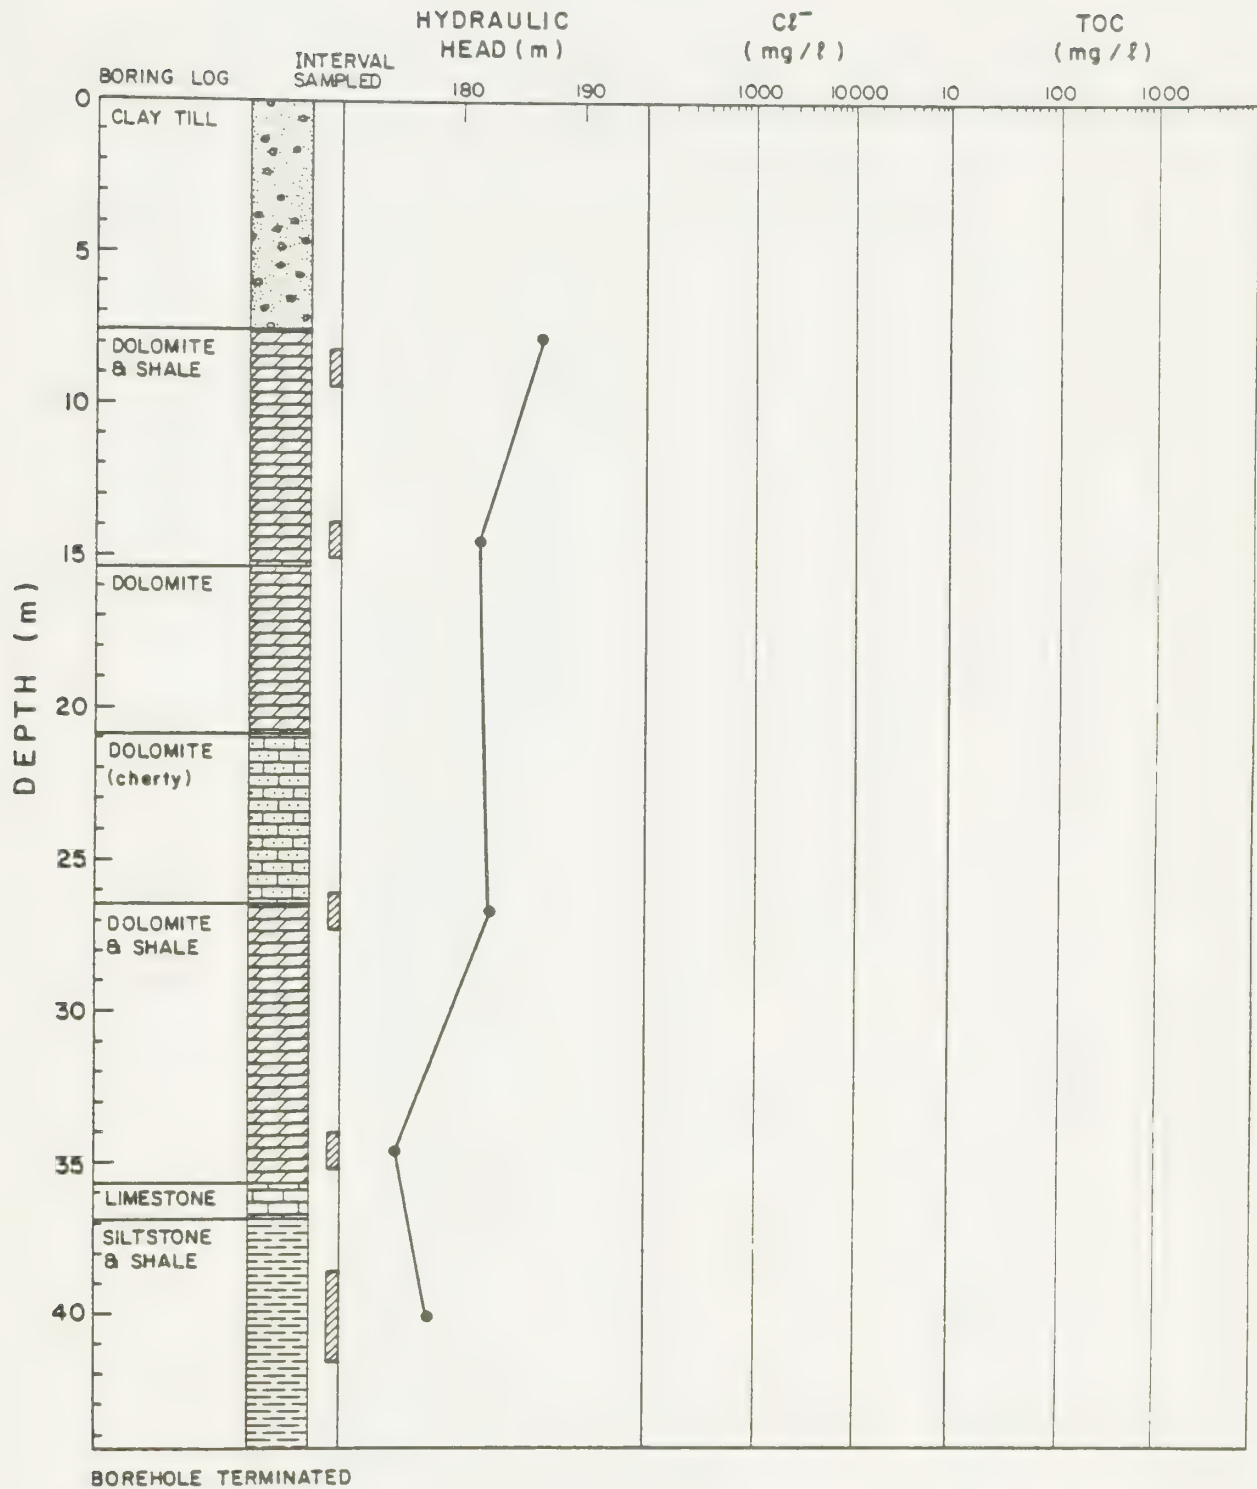 HYDRAULIC
HEAD (m)
Cℓ⁻
(mg/ℓ)
TOC
(mg/ℓ)
BORING LOG
INTERVAL
SAMPLED
180 190
1000 10000
10 100 1000
DEPTH (m)
0
5
10
15
20
25
30
35
40
CLAY TILL
DOLOMITE
& SHALE
DOLOMITE
DOLOMITE
(cherty)
DOLOMITE
& SHALE
LIMESTONE
SILTSTONE
& SHALE
BOREHOLE TERMINATED